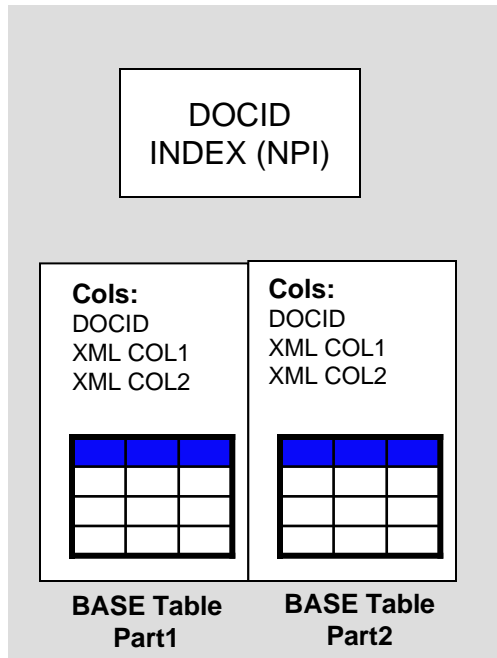 DOCID
INDEX (NPI)
Cols:
DOCID
XML COL1
XML COL2
Cols:
DOCID
XML COL1
XML COL2
BASE Table
Part1
BASE Table
Part2